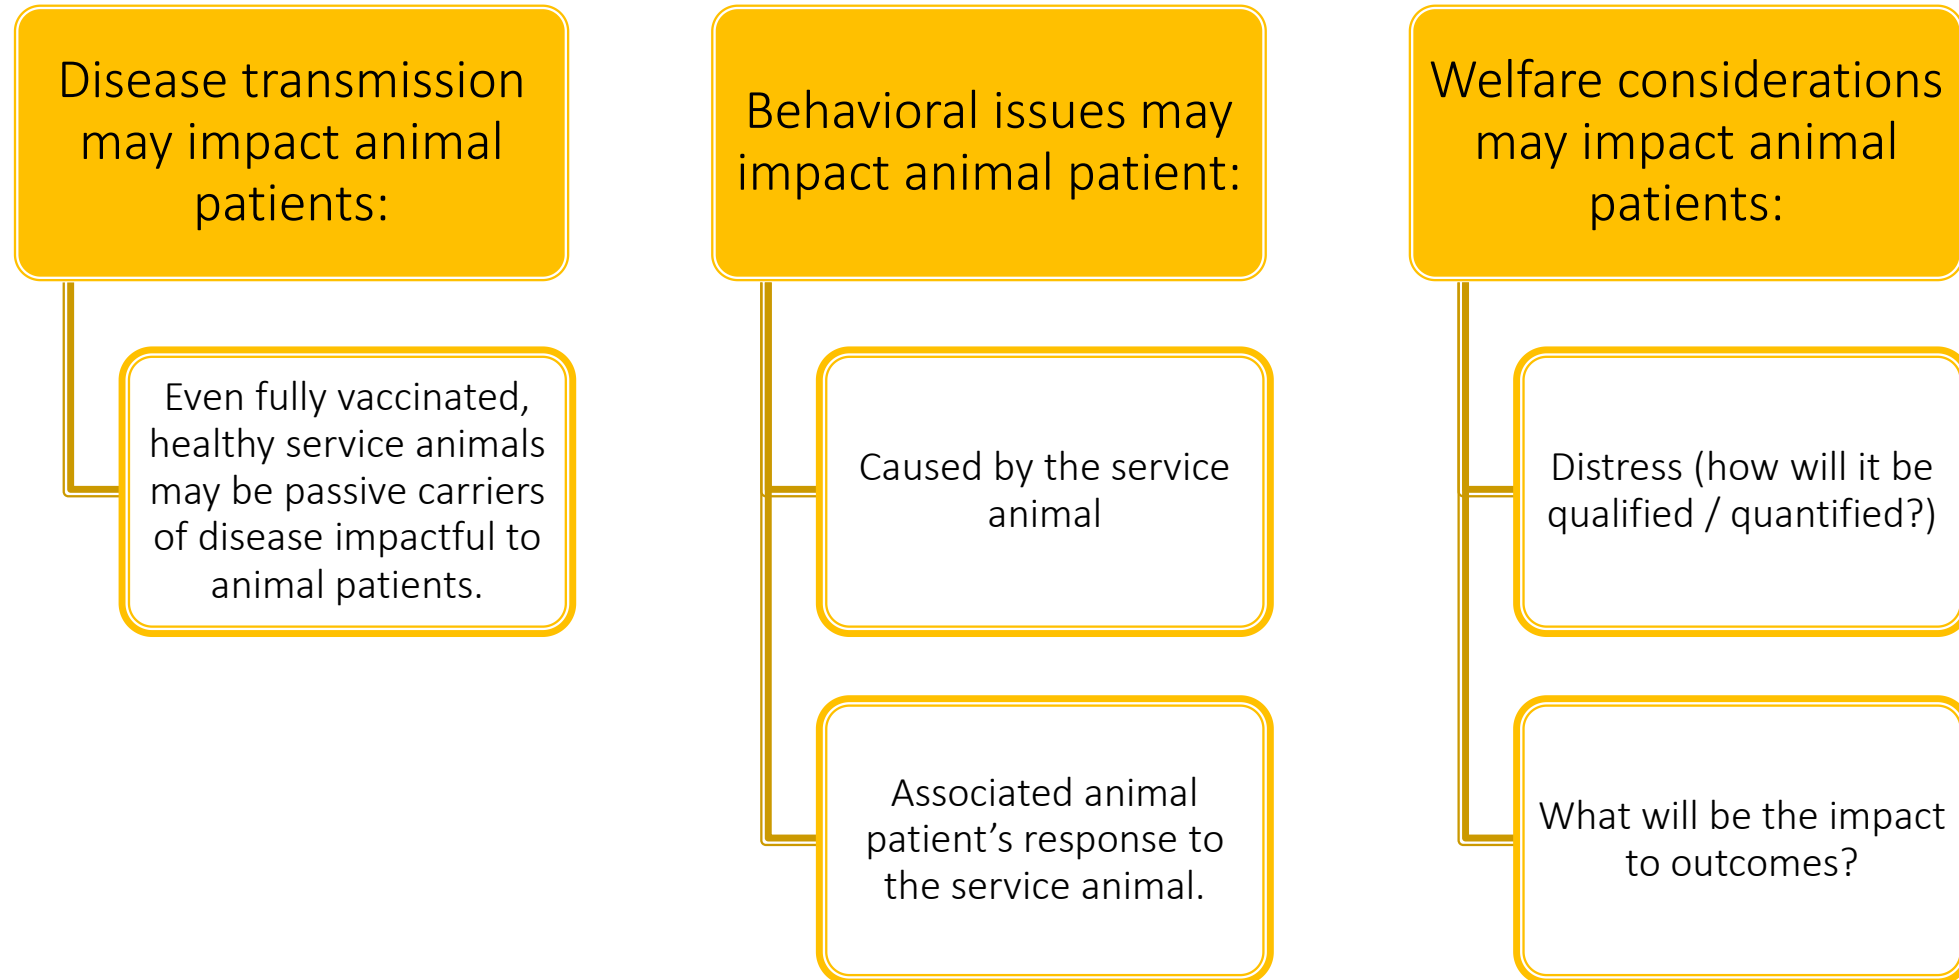 Disease transmission
may impact animal
patients:
Even fully vaccinated,
healthy service animals
may be passive carriers
of disease impactful to
animal patients.
Behavioral issues may
impact animal patient:
Caused by the service
animal
Associated animal
patient’s response to
the service animal.
Welfare considerations
may impact animal
patients:
Distress (how will it be
qualified / quantified?)
What will be the impact
to outcomes?